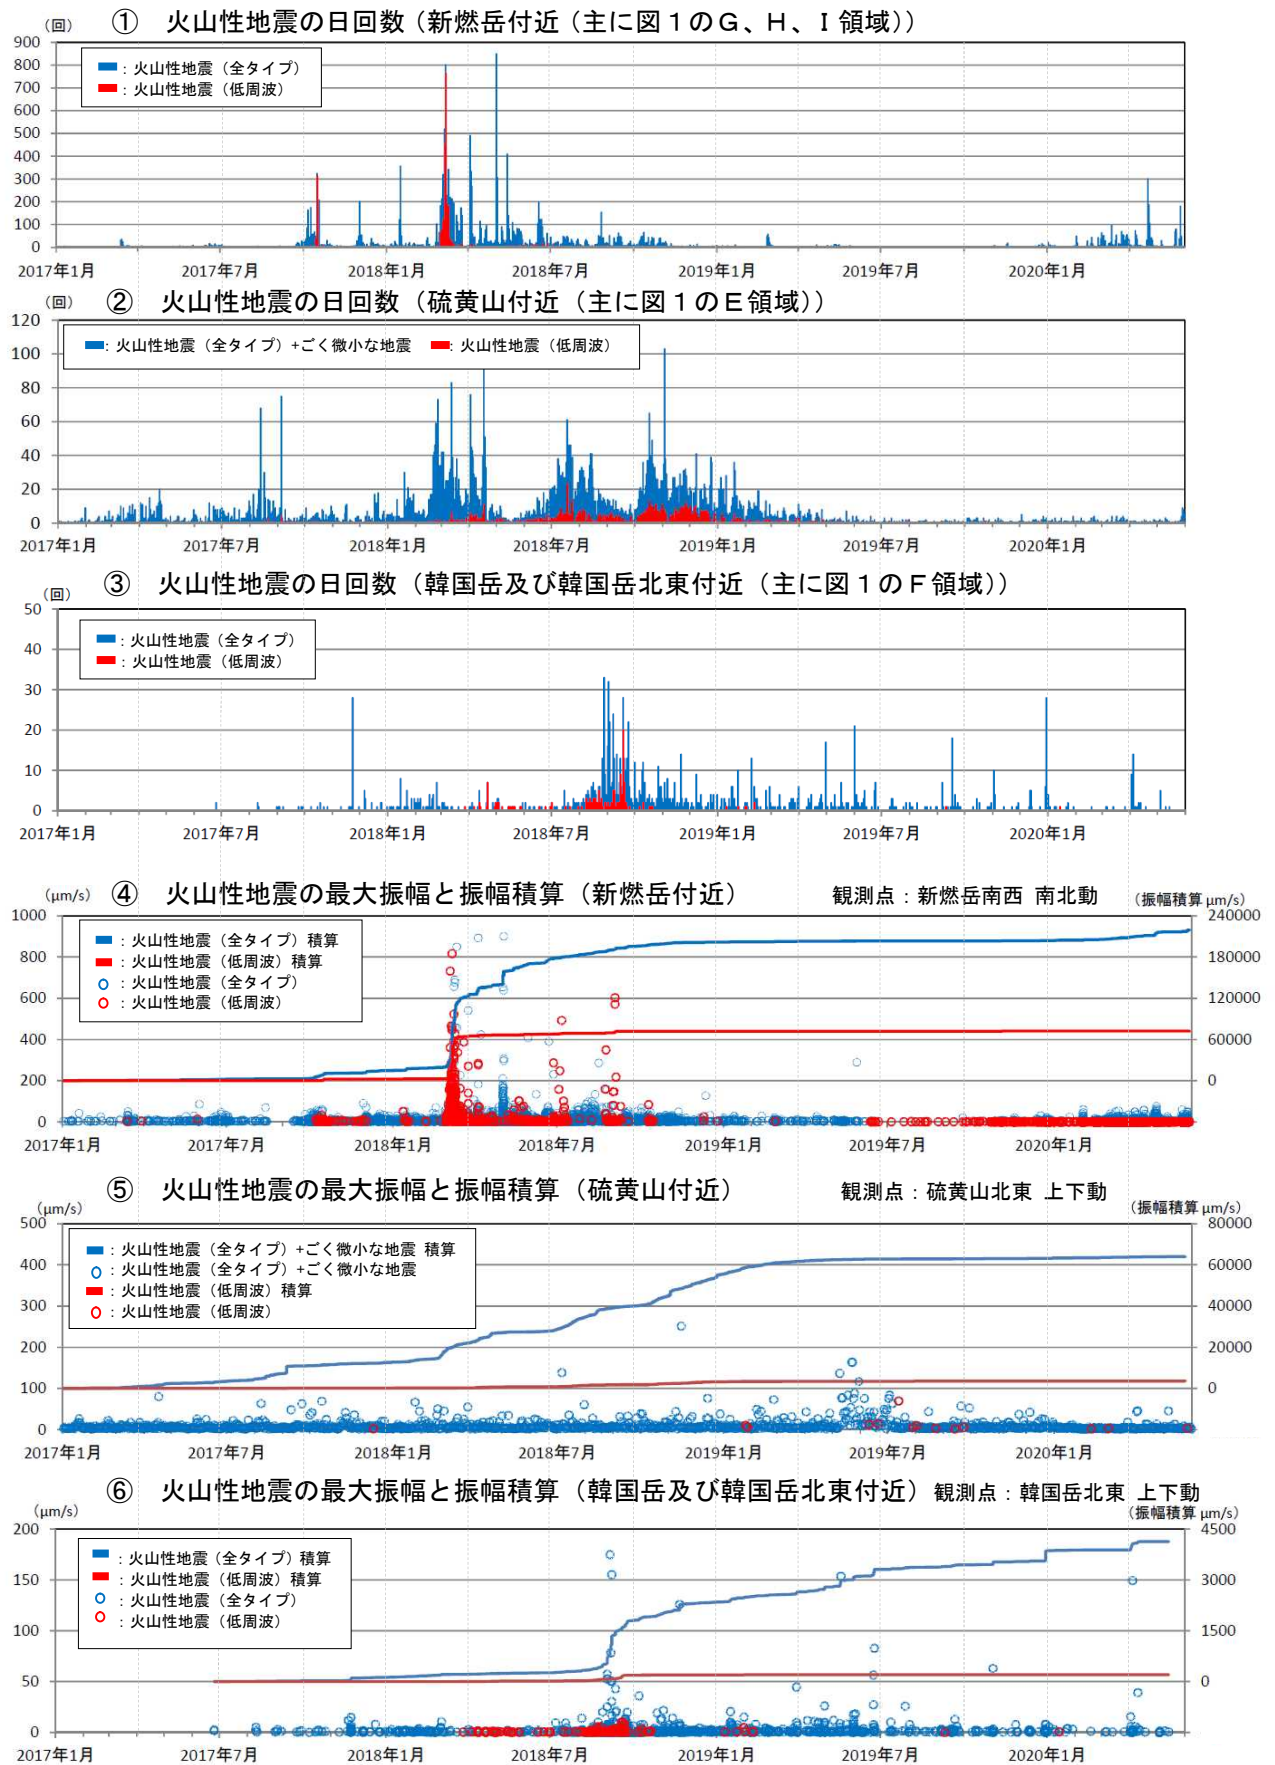 ① 火山性地震の日回数（新燃岳付近（主に図１のＧ、Ｈ、Ｉ領域））
（回）
：火山性地震（全タイプ）
：火山性地震（低周波）
900
800
700
600
500
400
300
200
100
0
2017年1月 2017年7月 2018年1月 2018年7月 2019年1月 2019年7月 2020年1月
② 火山性地震の日回数（硫黄山付近（主に図１のＥ領域））
（回）
：火山性地震（全タイプ）+ごく微小な地震 ：火山性地震（低周波）
120
100
80
60
40
20
0
2017年1月 2017年7月 2018年1月 2018年7月 2019年1月 2019年7月 2020年1月
③ 火山性地震の日回数（韓国岳及び韓国岳北東付近（主に図１のＦ領域））
（回）
：火山性地震（全タイプ）
：火山性地震（低周波）
50
40
30
20
10
0
2017年1月 2017年7月 2018年1月 2018年7月 2019年1月 2019年7月 2020年1月
④ 火山性地震の最大振幅と振幅積算（新燃岳付近） 観測点：新燃岳南西 南北動
（μm/s） （振幅積算 μm/s）
：火山性地震（全タイプ）積算
：火山性地震（低周波）積算
：火山性地震（全タイプ）
：火山性地震（低周波）
1000 240000
800 180000
600 120000
400 60000
200 0
0
2017年1月 2017年7月 2018年1月 2018年7月 2019年1月 2019年7月 2020年1月
⑤ 火山性地震の最大振幅と振幅積算（硫黄山付近） 観測点：硫黄山北東 上下動
（μm/s） （振幅積算 μm/s）
：火山性地震（全タイプ）+ごく微小な地震 積算
：火山性地震（全タイプ）+ごく微小な地震
：火山性地震（低周波）積算
：火山性地震（低周波）
500 80000
400 60000
300 40000
200 20000
100 0
0
2017年1月 2017年7月 2018年1月 2018年7月 2019年1月 2019年7月 2020年1月
⑥ 火山性地震の最大振幅と振幅積算（韓国岳及び韓国岳北東付近）観測点：韓国岳北東 上下動
（μm/s） （振幅積算 μm/s）
：火山性地震（全タイプ）積算
：火山性地震（低周波）積算
：火山性地震（全タイプ）
：火山性地震（低周波）
200 4500
150 3000
100 1500
50 0
0
2017年1月 2017年7月 2018年1月 2018年7月 2019年1月 2019年7月 2020年1月